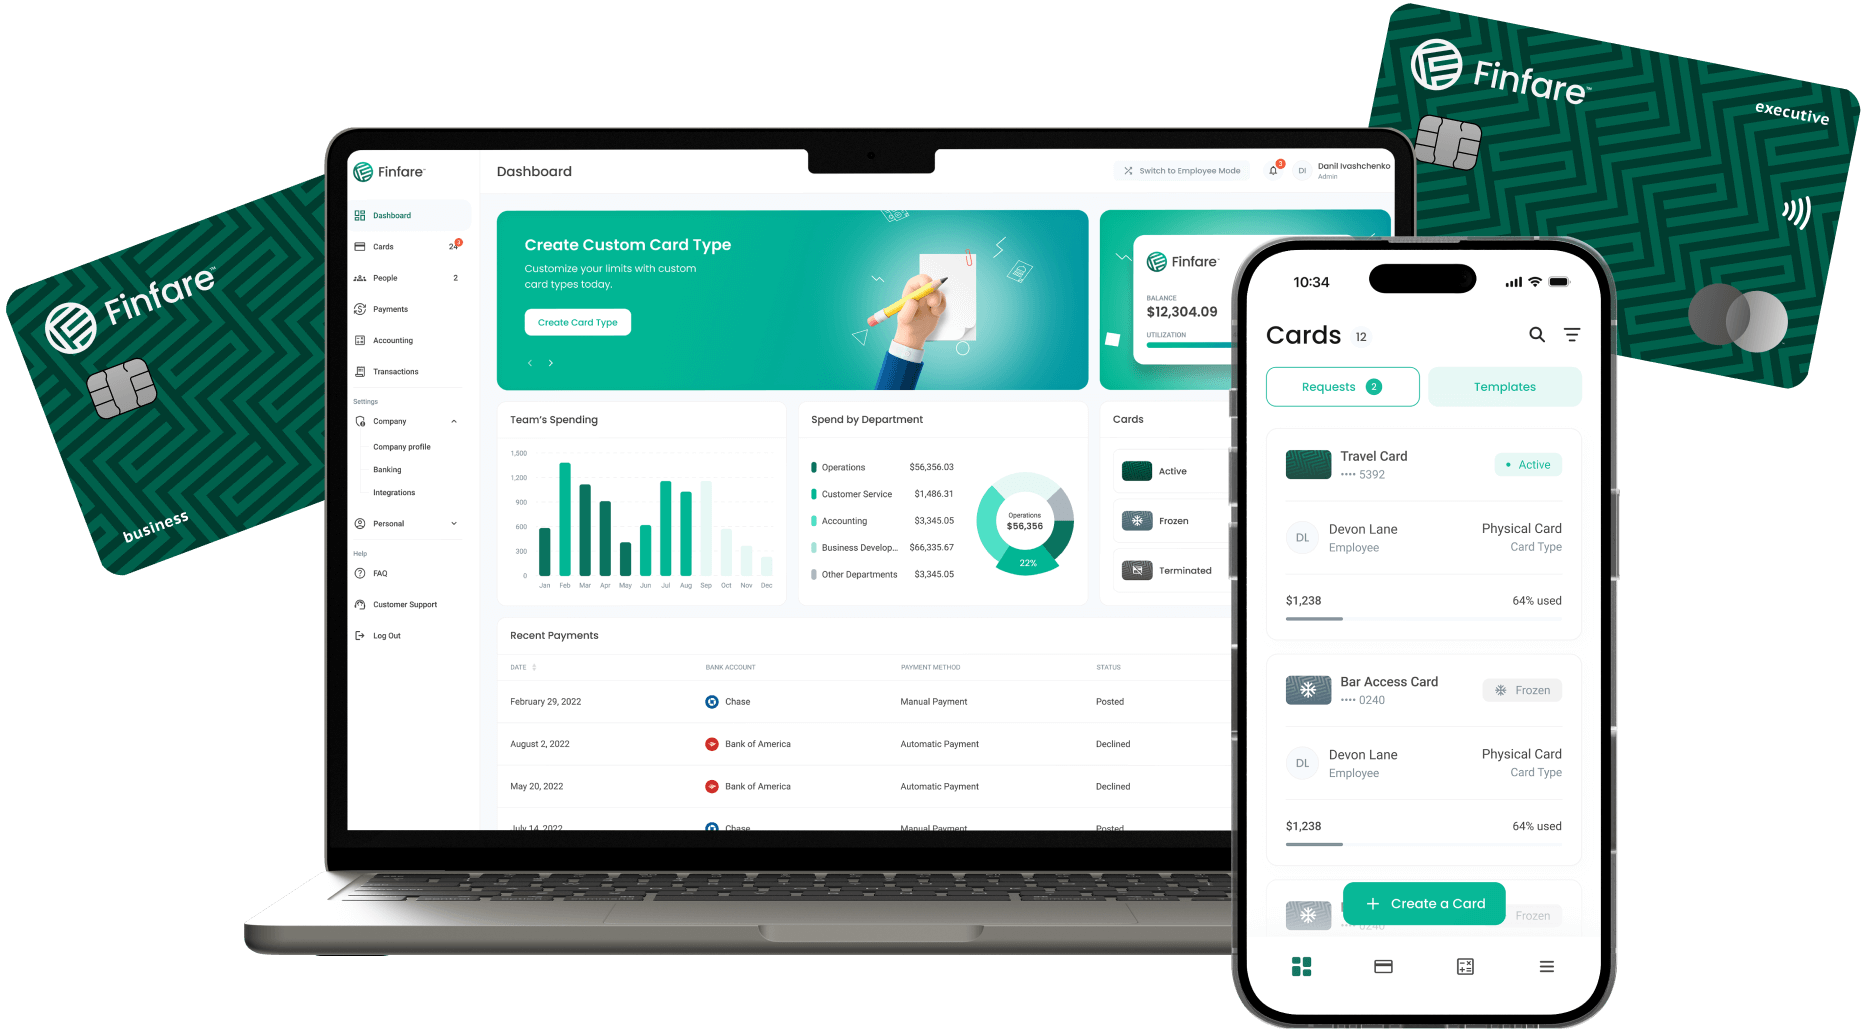 Finfare™
business
Finfare™
executive
Finfare™
Dashboard
Cards
24
3
People
2
Payments
Accounting
Transactions
Settings
Company
Company profile
Banking
Integrations
Personal
Help
FAQ
Customer Support
Log Out
Dashboard
Switch to Employee Mode
3
DI
Danil Ivashchenko
Admin
Create Custom Card Type
Customize your limits with custom
card types today.
Create Card Type
Finfare™
BALANCE
$12,304.09
UTILIZATION
Team's Spending
1,500
1,200
900
600
300
0
Jan Feb Mar Apr May Jun Jul Aug Sep Oct Nov Dec
Spend by Department
Operations $56,356.03
Customer Service $1,486.31
Accounting $3,345.05
Business Develop... $66,335.67
Other Departments $3,345.05
Operations
$56,356
22%
Cards
Active
Frozen
Terminated
Recent Payments
DATE BANK ACCOUNT PAYMENT METHOD STATUS
February 29, 2022 Chase Manual Payment Posted
August 2, 2022 Bank of America Automatic Payment Declined
May 20, 2022 Bank of America Automatic Payment Declined
July 14, 2022 Chase Manual Payment Posted
10:34
Cards 12
Requests 2
Templates
Travel Card
•••• 5392
Active
DL
Devon Lane
Employee
Physical Card
Card Type
$1,238
64% used
Bar Access Card
•••• 0240
Frozen
DL
Devon Lane
Employee
Physical Card
Card Type
$1,238
64% used
Frozen
•••• 0240
+ Create a Card